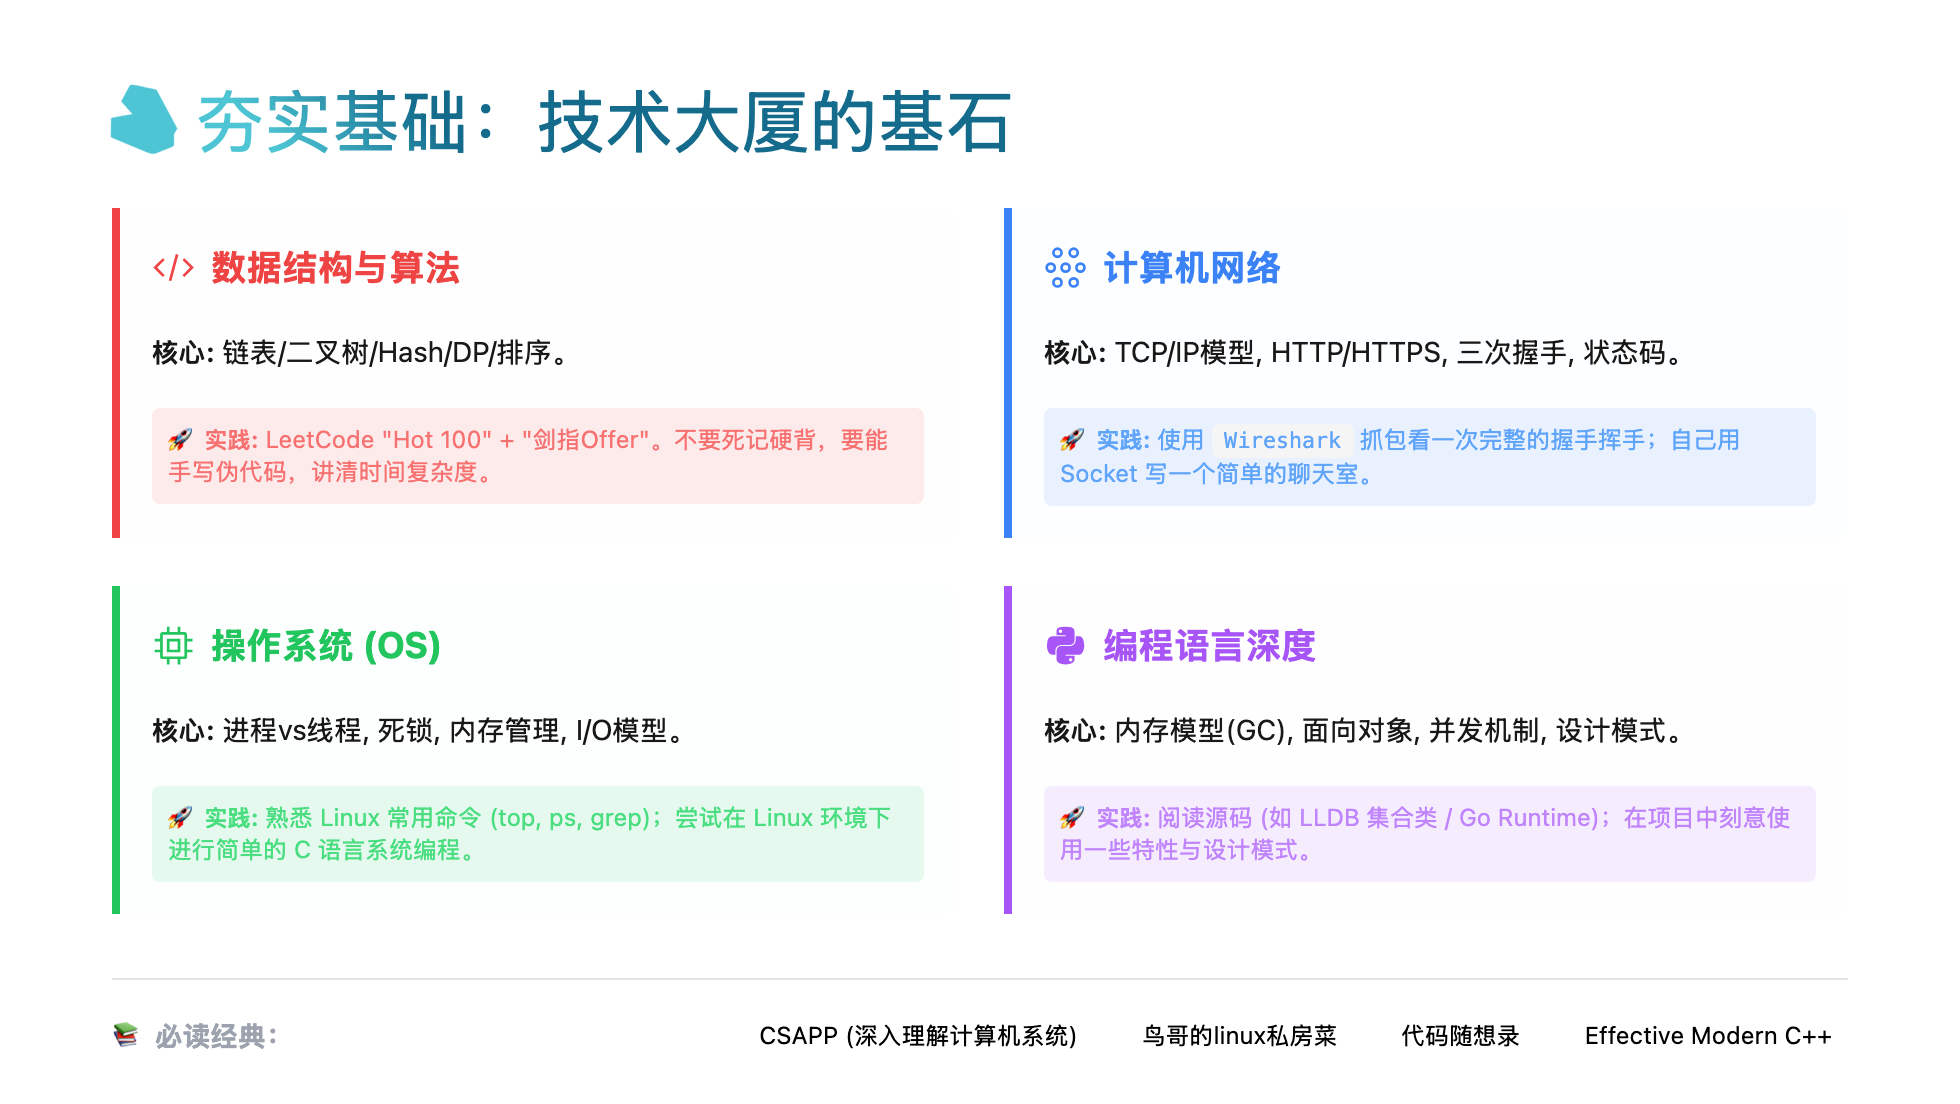 夯实基础：技术大厦的基石
数据结构与算法
核心: 链表/二叉树/Hash/DP/排序。
实践: LeetCode "Hot 100" + "剑指Offer"。不要死记硬背，要能
手写伪代码，讲清时间复杂度。
计算机网络
核心: TCP/IP模型, HTTP/HTTPS, 三次握手, 状态码。
实践: 使用 Wireshark 抓包看一次完整的握手挥手；自己用
Socket 写一个简单的聊天室。
操作系统 (OS)
核心: 进程vs线程, 死锁, 内存管理, I/O模型。
实践: 熟悉 Linux 常用命令 (top, ps, grep)；尝试在 Linux 环境下
进行简单的 C 语言系统编程。
编程语言深度
核心: 内存模型(GC), 面向对象, 并发机制, 设计模式。
实践: 阅读源码 (如 LLDB 集合类 / Go Runtime)；在项目中刻意使
用一些特性与设计模式。
必读经典：
CSAPP (深入理解计算机系统)
鸟哥的linux私房菜
代码随想录
Effective Modern C++